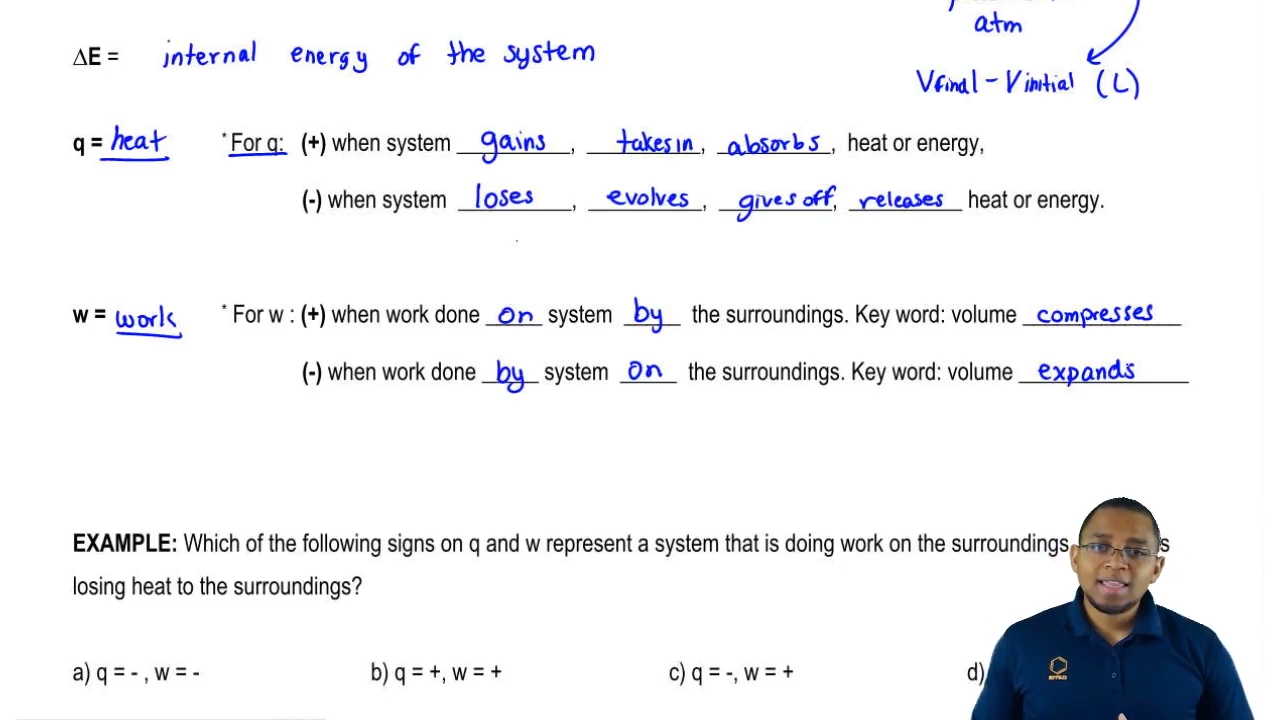 atm
ΔE = internal energy of the system
Vfinal - Vinitial (L)
q = heat * For q: (+) when system gains, takes in, absorbs, heat or energy,
(-) when system loses, evolves, gives off, releases heat or energy.
w = work * For w : (+) when work done on system by the surroundings. Key word: volume compresses
(-) when work done by system on the surroundings. Key word: volume expands
EXAMPLE: Which of the following signs on q and w represent a system that is doing work on the surroundings
losing heat to the surroundings?
a) q = - , w = - b) q = +, w = + c) q = -, w = + d)